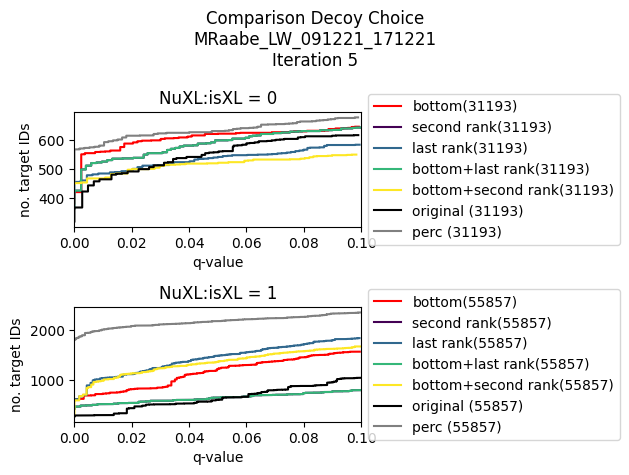 Comparison Decoy Choice
MRaabe_LW_091221_171221
Iteration 5
NuXL:isXL = 0
no. target IDs
600
500
400
0.00 0.02 0.04 0.06 0.08 0.10
q-value
bottom(31193)
second rank(31193)
last rank(31193)
bottom+last rank(31193)
bottom+second rank(31193)
original (31193)
perc (31193)
NuXL:isXL = 1
no. target IDs
2000
1000
0.00 0.02 0.04 0.06 0.08 0.10
q-value
bottom(55857)
second rank(55857)
last rank(55857)
bottom+last rank(55857)
bottom+second rank(55857)
original (55857)
perc (55857)